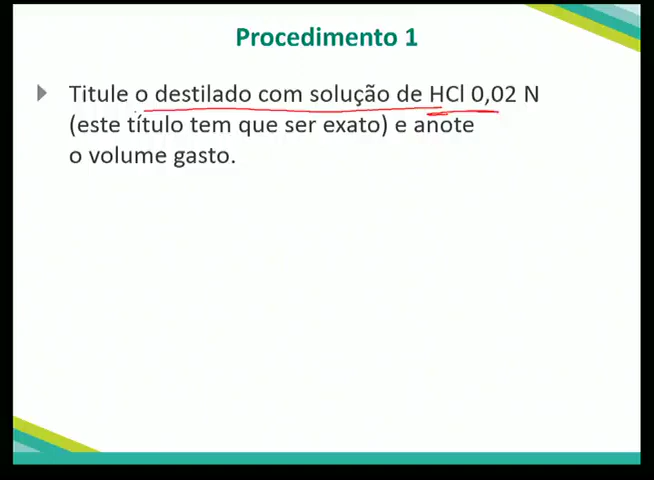 Procedimento 1
Titule o destilado com solução de HCl 0,02 N
(este título tem que ser exato) e anote
o volume gasto.